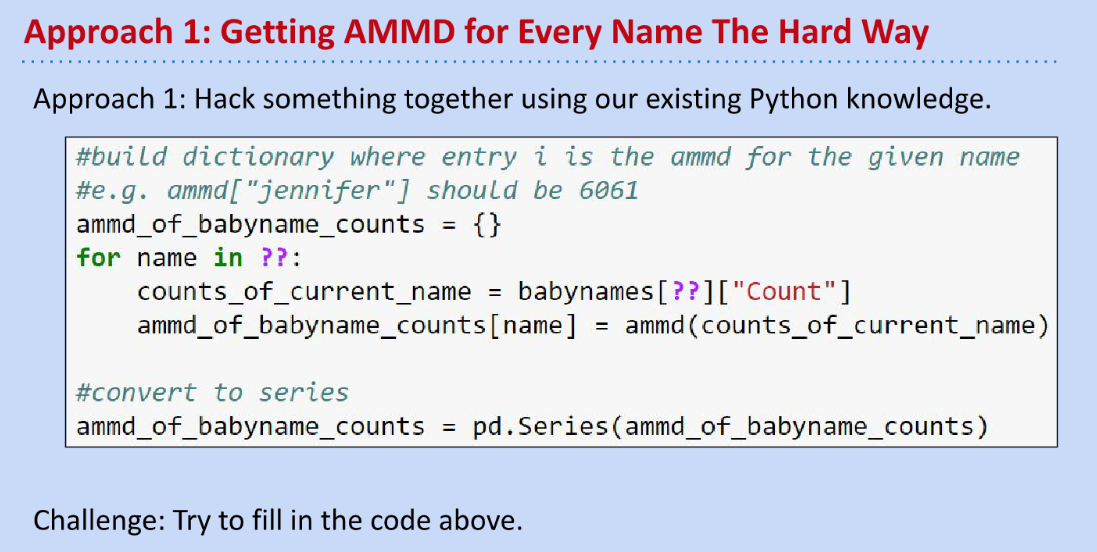 Approach 1: Getting AMMD for Every Name The Hard Way
Approach 1: Hack something together using our existing Python knowledge.
#build dictionary where entry i is the ammd for the given name
#e.g. ammd["jennifer"] should be 6061
ammd_of_babyname_counts = {}
for name in ??:
    counts_of_current_name = babynames[??]["Count"]
    ammd_of_babyname_counts[name] = ammd(counts_of_current_name)
#convert to series
ammd_of_babyname_counts = pd.Series(ammd_of_babyname_counts)
Challenge: Try to fill in the code above.